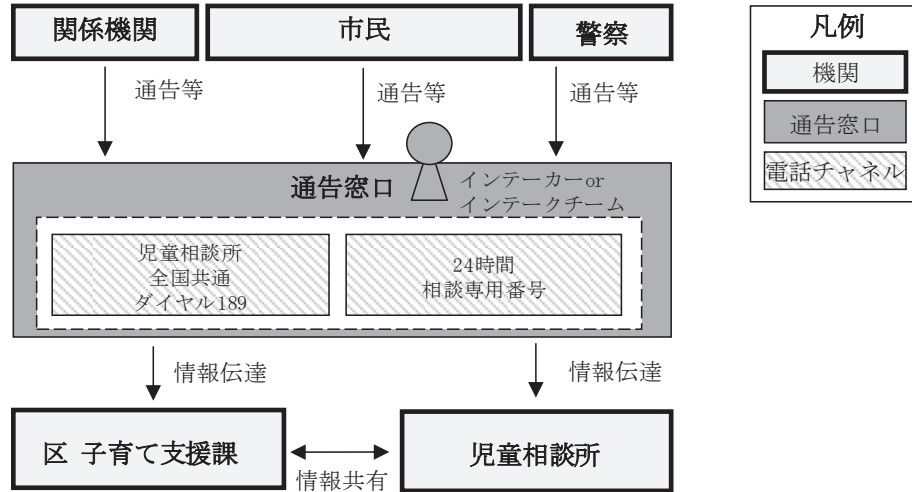 関係機関
市民
警察
通告等
通告等
通告等
通告窓口
インテーカーor
インテークチーム
児童相談所
全国共通
ダイヤル189
24時間
相談専用番号
情報伝達
情報伝達
区 子育て支援課
情報共有
児童相談所
凡例
機関
通告窓口
電話チャネル